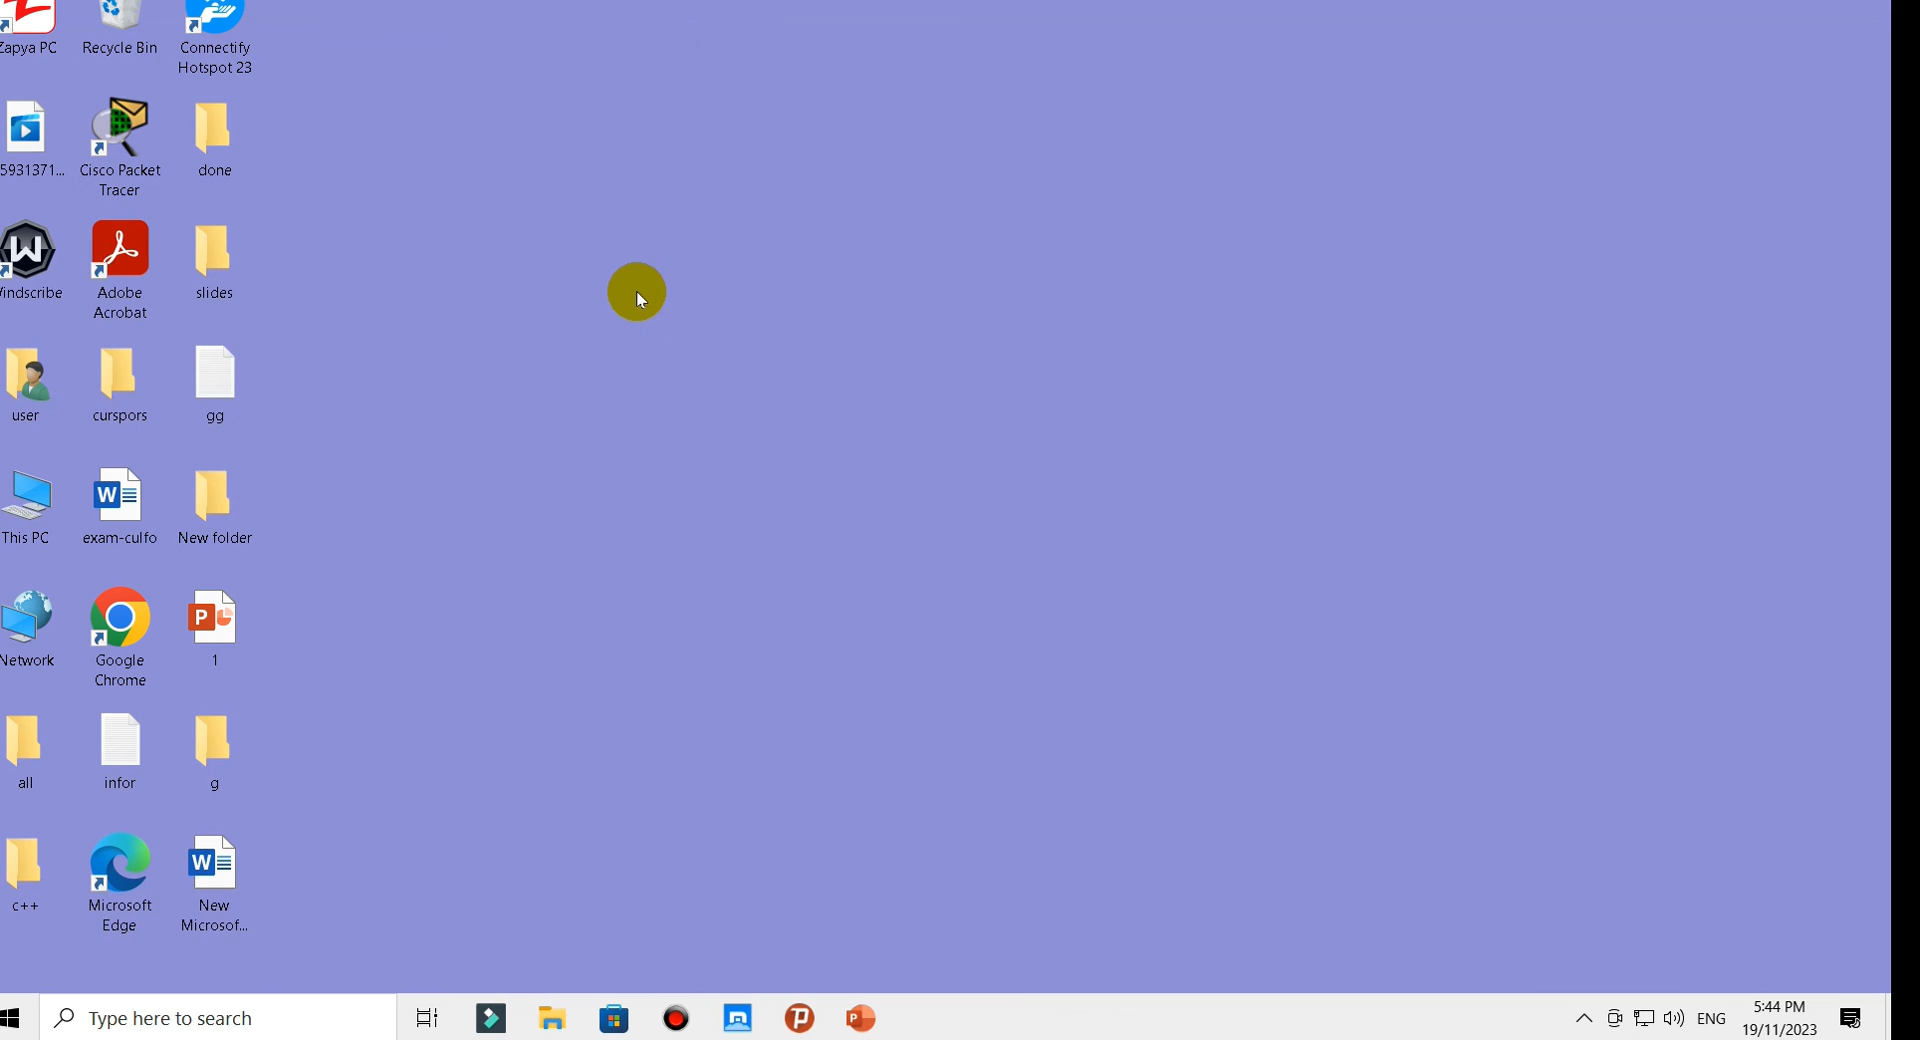 Zapya PC
Recycle Bin
Connectify
Hotspot 23
5931371...
Cisco Packet
Tracer
done
indscribe
Adobe
Acrobat
slides
user
curspors
gg
This PC
exam-culfo
New folder
Network
Google
Chrome
1
all
infor
g
c++
Microsoft
Edge
New
Microsof...
Type here to search
ENG
5:44 PM
19/11/2023